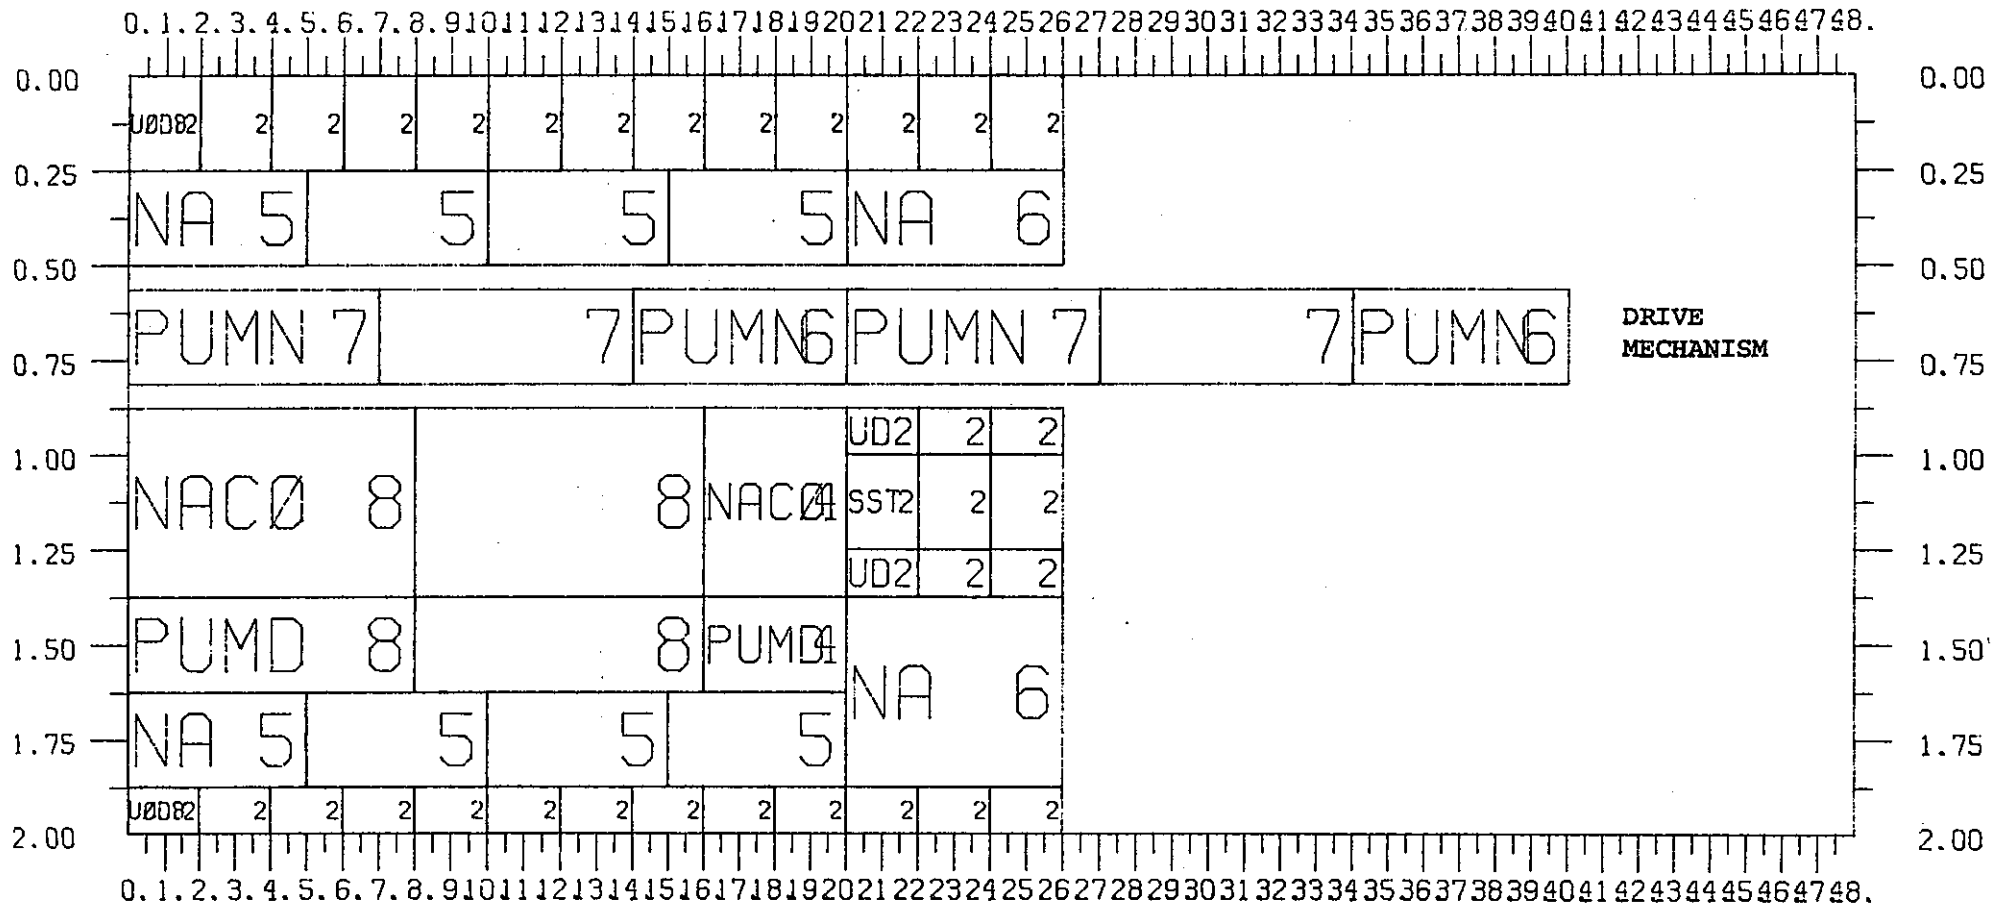 0. 1. 2. 3. 4. 5. 6. 7. 8. 9. 10 11 12 13 14 15 16 17 18 19 20 21 22 23 24 25 26 27 28 29 30 31 32 33 34 35 36 37 38 39 40 41 42 43 44 45 46 47 48.
0.00 0.00
UØD82 2 2 2 2 2 2 2 2 2 2 2 2
0.25 0.25
NA 5 5 5 5 NA 6
0.50 0.50
PUMN 7 7 PUMN6 PUMN 7 7 PUMN6 DRIVE
MECHANISM
0.75 0.75
UD2 2 2
1.00 1.00
NACØ 8 8 NACØ4 SST2 2 2
1.25 1.25
UD2 2 2
PUMD 8 8 PUMD4
1.50 1.50
NA 6
NA 5 5 5 5
1.75 1.75
UØD82 2 2 2 2 2 2 2 2 2 2 2 2
2.00 2.00
0. 1. 2. 3. 4. 5. 6. 7. 8. 9. 10 11 12 13 14 15 16 17 18 19 20 21 22 23 24 25 26 27 28 29 30 31 32 33 34 35 36 37 38 39 40 41 42 43 44 45 46 47 48.